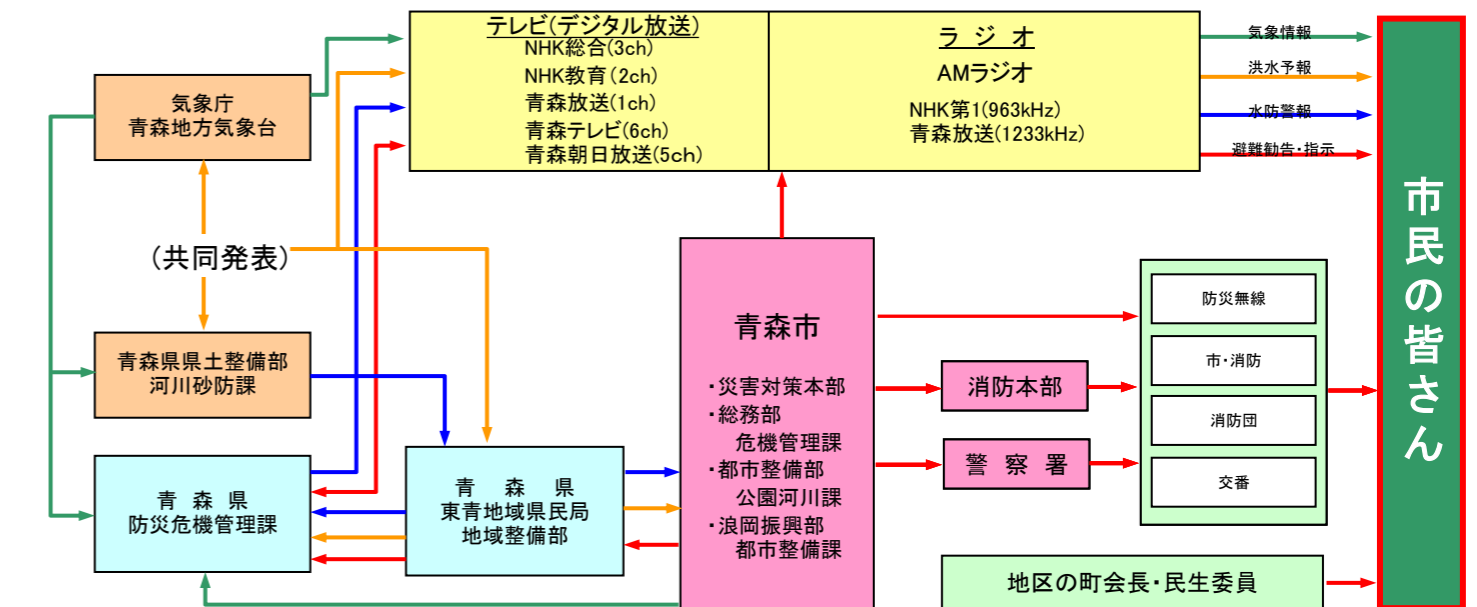 テレビ(デジタル放送)
NHK総合(3ch)
NHK教育(2ch)
青森放送(1ch)
青森テレビ(6ch)
青森朝日放送(5ch)
ラ ジ オ
AMラジオ
NHK第1(963kHz)
青森放送(1233kHz)
気象情報
洪水予報
水防警報
避難勧告・指示
気象庁
青森地方気象台
(共同発表)
青森県県土整備部
河川砂防課
青 森 県
防災危機管理課
青 森 県
東青地域県民局
地域整備部
青森市
・災害対策本部
・総務部
危機管理課
・都市整備部
公園河川課
・浪岡振興部
都市整備課
消防本部
警 察 署
防災無線
市・消防
消防団
交番
地区の町会長・民生委員
市民の皆さん